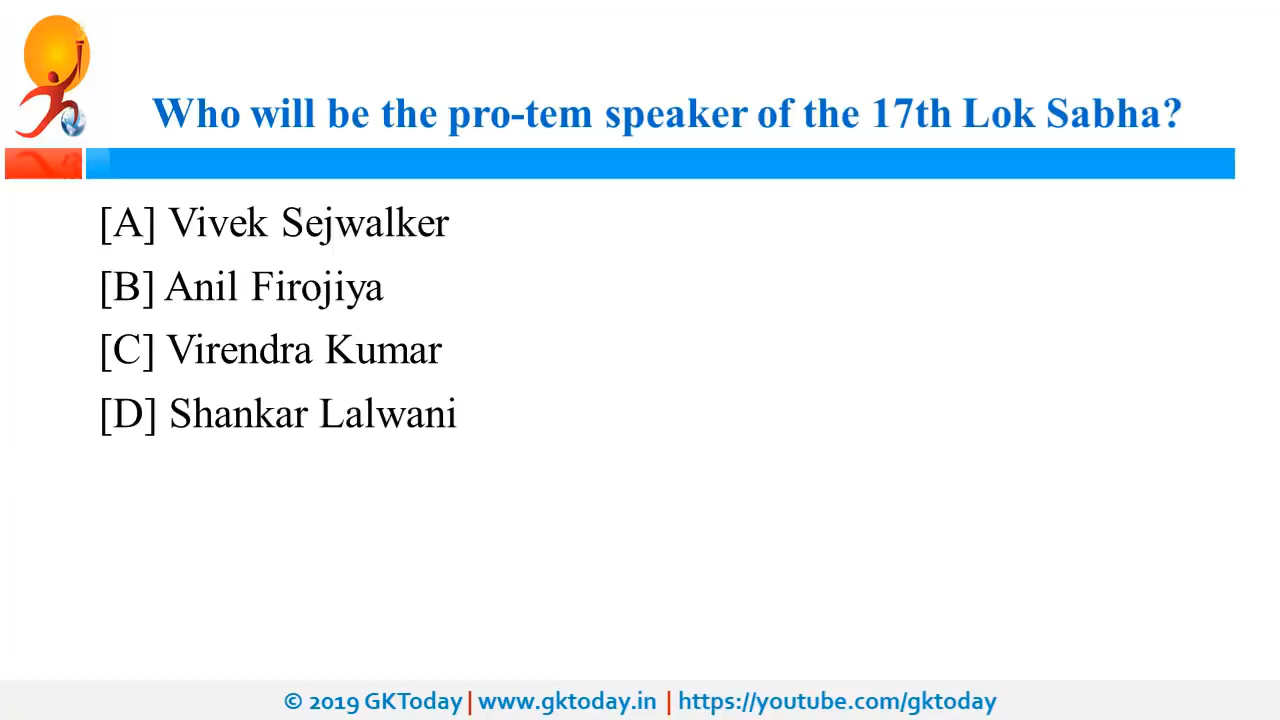 Who will be the pro-tem speaker of the 17th Lok Sabha?
[A] Vivek Sejwalker
[B] Anil Firojiya
[C] Virendra Kumar
[D] Shankar Lalwani
© 2019 GKToday | www.gktoday.in | https://youtube.com/gktoday